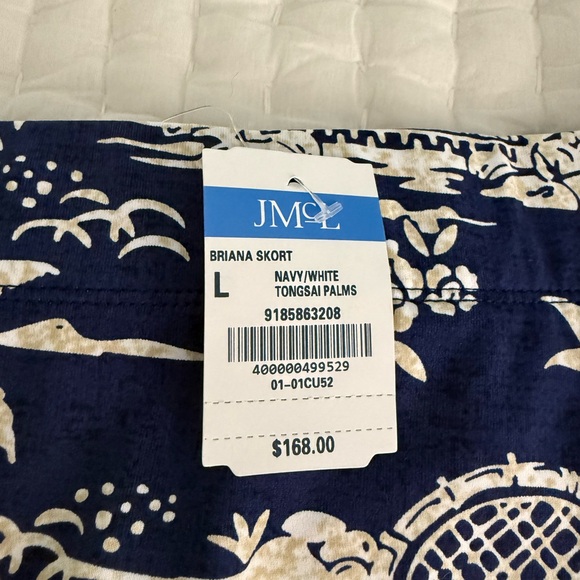 JMcL
BRIANA SKORT
L NAVY/WHITE
TONGSAI PALMS
9185863208
400000499529
01-01CU52
$168.00